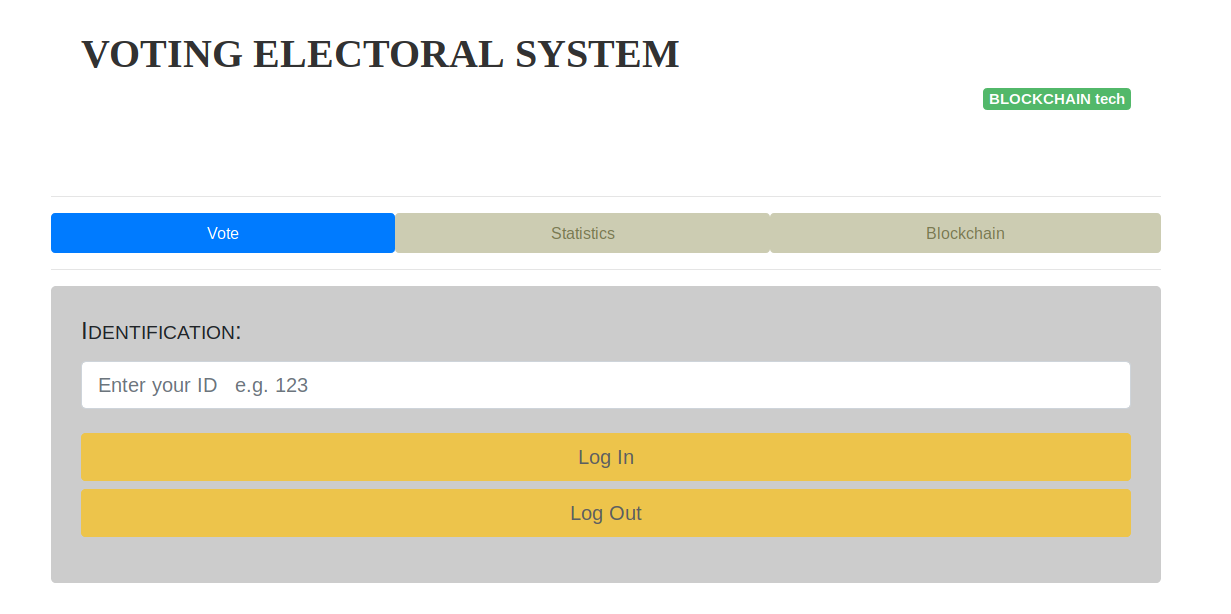 VOTING ELECTORAL SYSTEM
BLOCKCHAIN tech
Vote Statistics Blockchain
Identification:
Enter your ID e.g. 123
Log In
Log Out